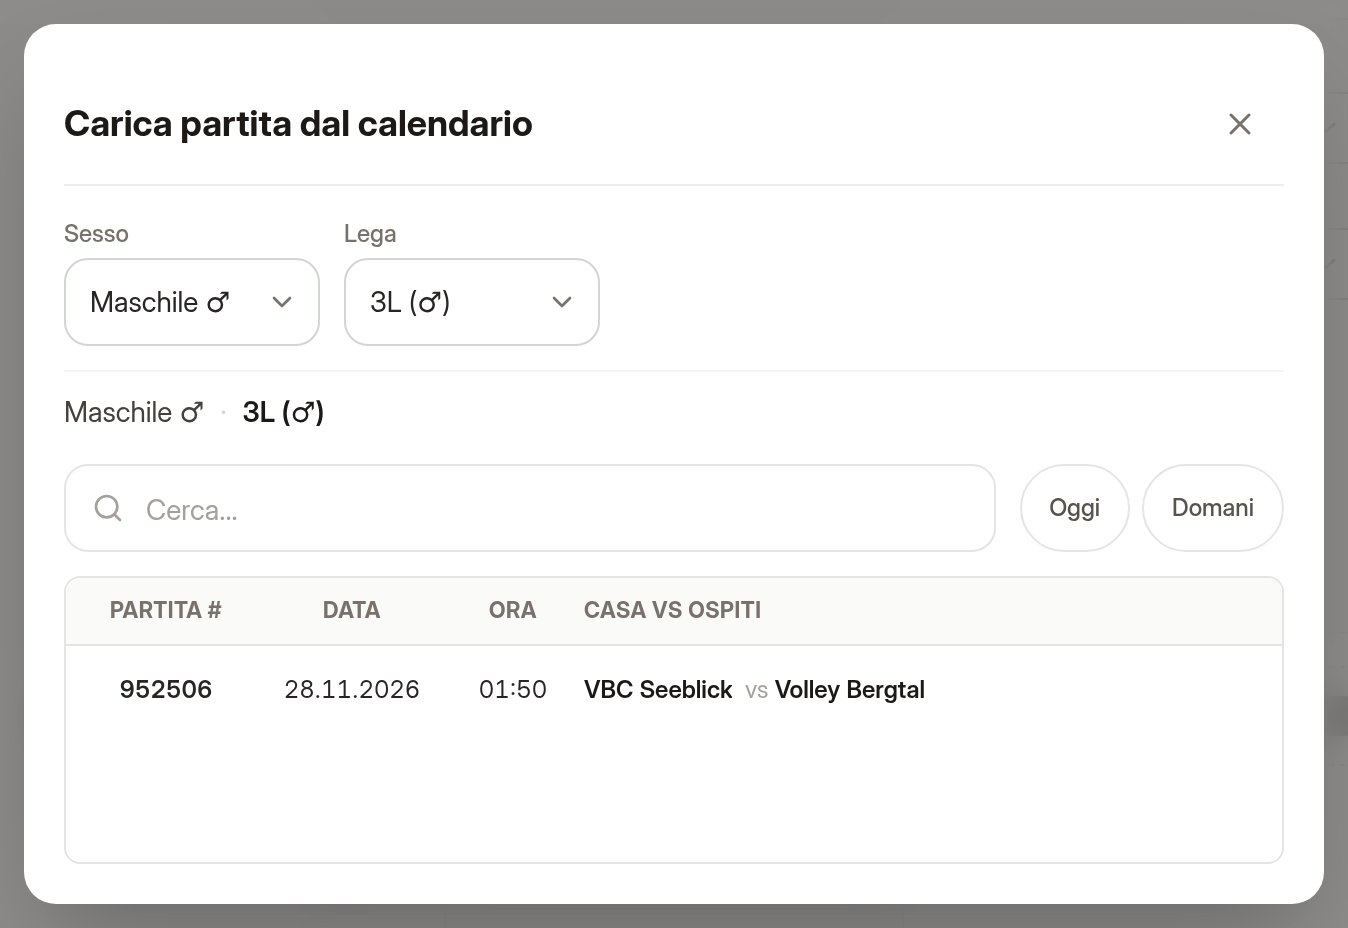 Carica partita dal calendario
Sesso Lega
Maschile ♂ 3L (♂)
Maschile ♂ · 3L (♂)
Cerca... Oggi Domani
PARTITA # DATA ORA CASA VS OSPITI
952506 28.11.2026 01:50 VBC Seeblick vs Volley Bergtal